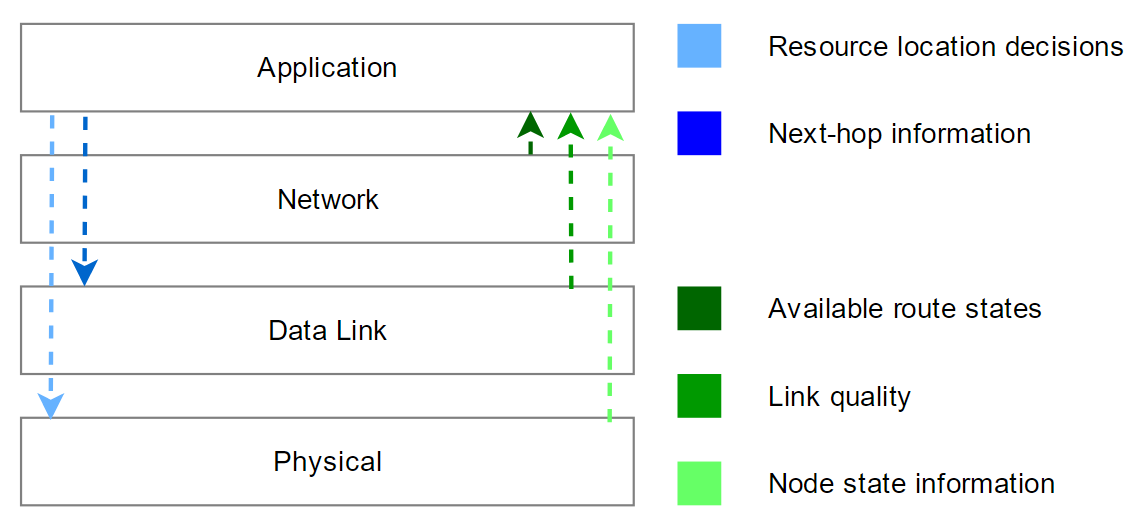 Application
Network
Data Link
Physical
Resource location decisions
Next-hop information
Available route states
Link quality
Node state information